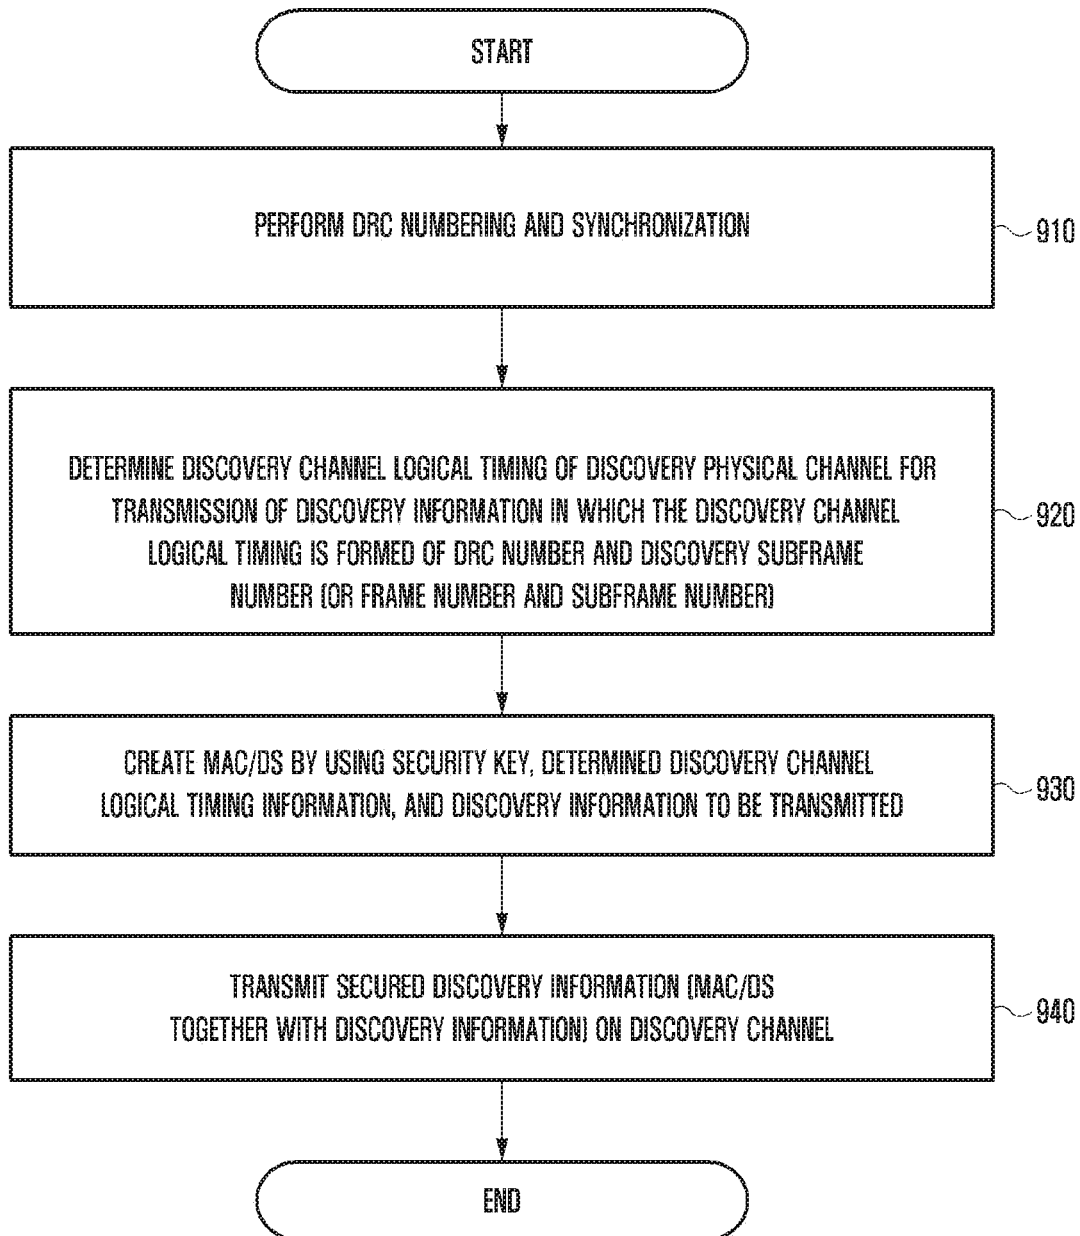 START
PERFORM DRC NUMBERING AND SYNCHRONIZATION
910
DETERMINE DISCOVERY CHANNEL LOGICAL TIMING OF DISCOVERY PHYSICAL CHANNEL FOR
TRANSMISSION OF DISCOVERY INFORMATION IN WHICH THE DISCOVERY CHANNEL
LOGICAL TIMING IS FORMED OF DRC NUMBER AND DISCOVERY SUBFRAME
NUMBER (OR FRAME NUMBER AND SUBFRAME NUMBER)
920
CREATE MAC/DS BY USING SECURITY KEY, DETERMINED DISCOVERY CHANNEL
LOGICAL TIMING INFORMATION, AND DISCOVERY INFORMATION TO BE TRANSMITTED
930
TRANSMIT SECURED DISCOVERY INFORMATION (MAC/DS
TOGETHER WITH DISCOVERY INFORMATION) ON DISCOVERY CHANNEL
940
END